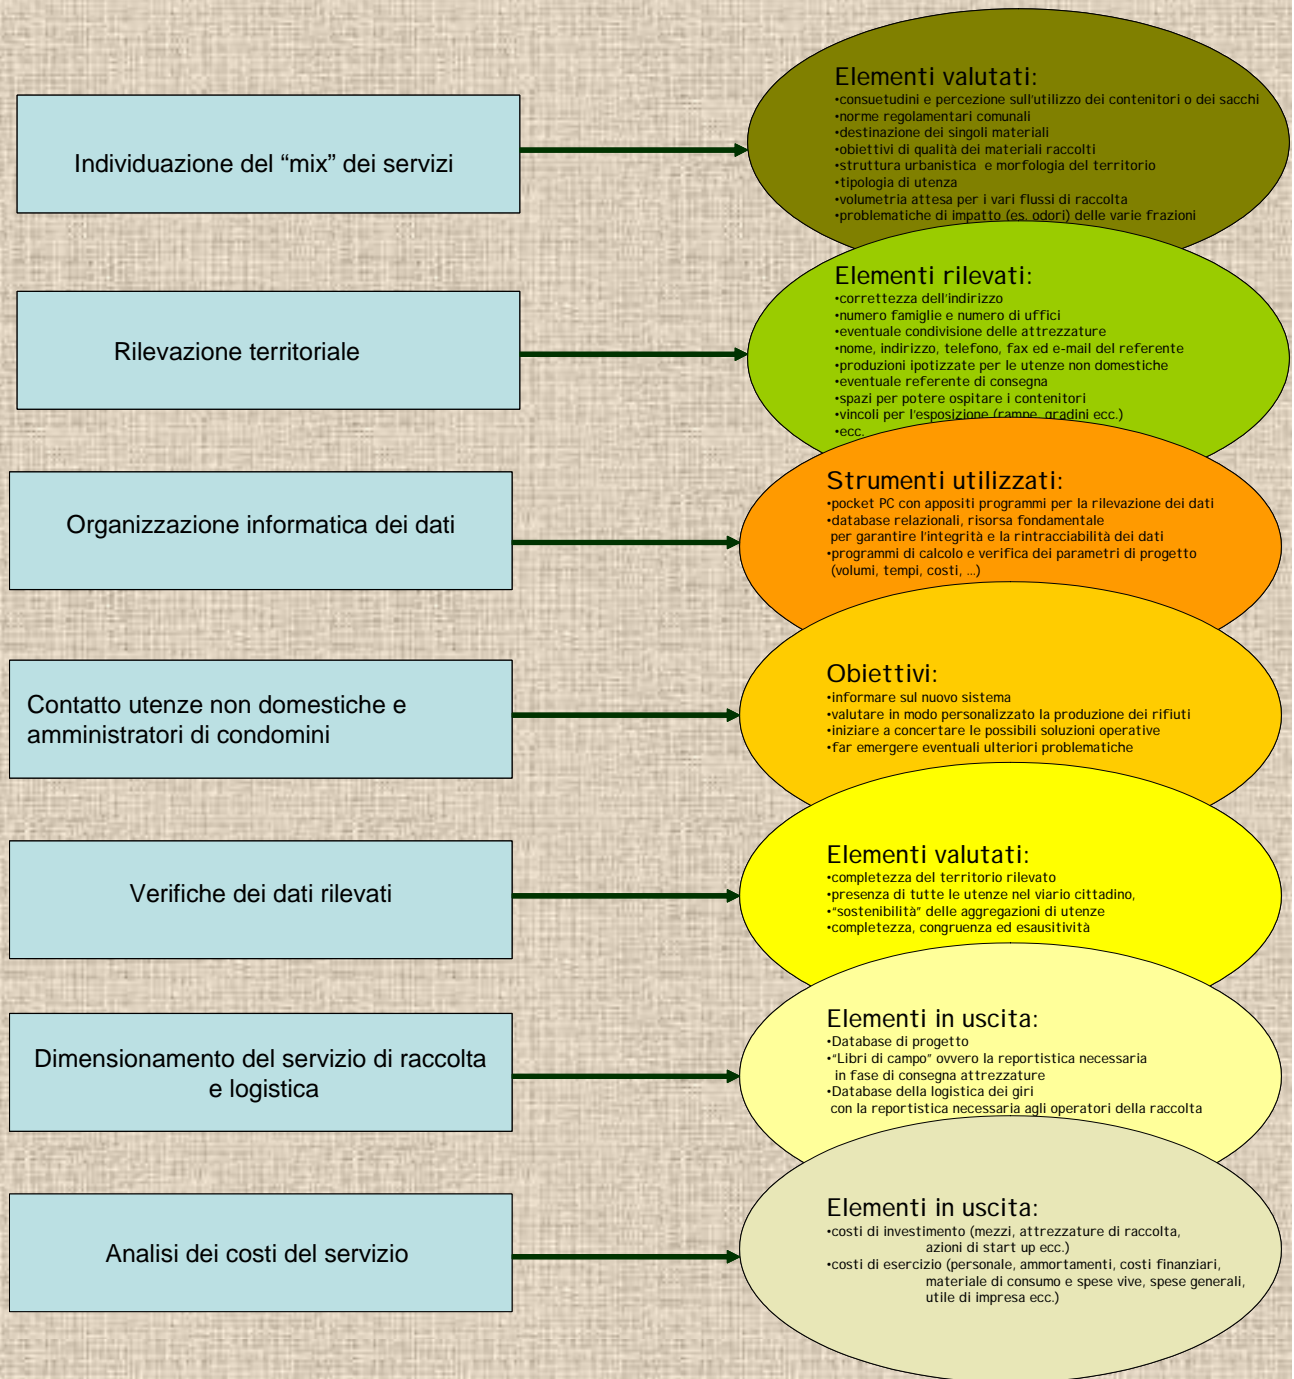 Individuazione del “mix” dei servizi
Elementi valutati:
•consuetudini e percezione sull'utilizzo dei contenitori o dei sacchi
•norme regolamentari comunali
•destinazione dei singoli materiali
•obiettivi di qualità dei materiali raccolti
•struttura urbanistica e morfologia del territorio
•tipologia di utenza
•volumetria attesa per i vari flussi di raccolta
•problematiche di impatto (es. odori) delle varie frazioni
Rilevazione territoriale
Elementi rilevati:
•correttezza dell'indirizzo
•numero famiglie e numero di uffici
•eventuale condivisione delle attrezzature
•nome, indirizzo, telefono, fax ed e-mail del referente
•produzioni ipotizzate per le utenze non domestiche
•eventuale referente di consegna
•spazi per potere ospitare i contenitori
•vincoli per l'esposizione (rampe, gradini ecc.)
•ecc.
Organizzazione informatica dei dati
Strumenti utilizzati:
•pocket PC con appositi programmi per la rilevazione dei dati
•database relazionali, risorsa fondamentale
per garantire l'integrità e la rintracciabilità dei dati
•programmi di calcolo e verifica dei parametri di progetto
(volumi, tempi, costi, ...)
Contatto utenze non domestiche e
amministratori di condomini
Obiettivi:
•informare sul nuovo sistema
•valutare in modo personalizzato la produzione dei rifiuti
•iniziare a concertare le possibili soluzioni operative
•far emergere eventuali ulteriori problematiche
Verifiche dei dati rilevati
Elementi valutati:
•completezza del territorio rilevato
•presenza di tutte le utenze nel viario cittadino,
•“sostenibilità” delle aggregazioni di utenze
•completezza, congruenza ed esaustività
Dimensionamento del servizio di raccolta
e logistica
Elementi in uscita:
•Database di progetto
•“Libri di campo” ovvero la reportistica necessaria
in fase di consegna attrezzature
•Database della logistica dei giri
con la reportistica necessaria agli operatori della raccolta
Analisi dei costi del servizio
Elementi in uscita:
•costi di investimento (mezzi, attrezzature di raccolta,
azioni di start up ecc.)
•costi di esercizio (personale, ammortamenti, costi finanziari,
materiale di consumo e spese vive, spese generali,
utile di impresa ecc.)